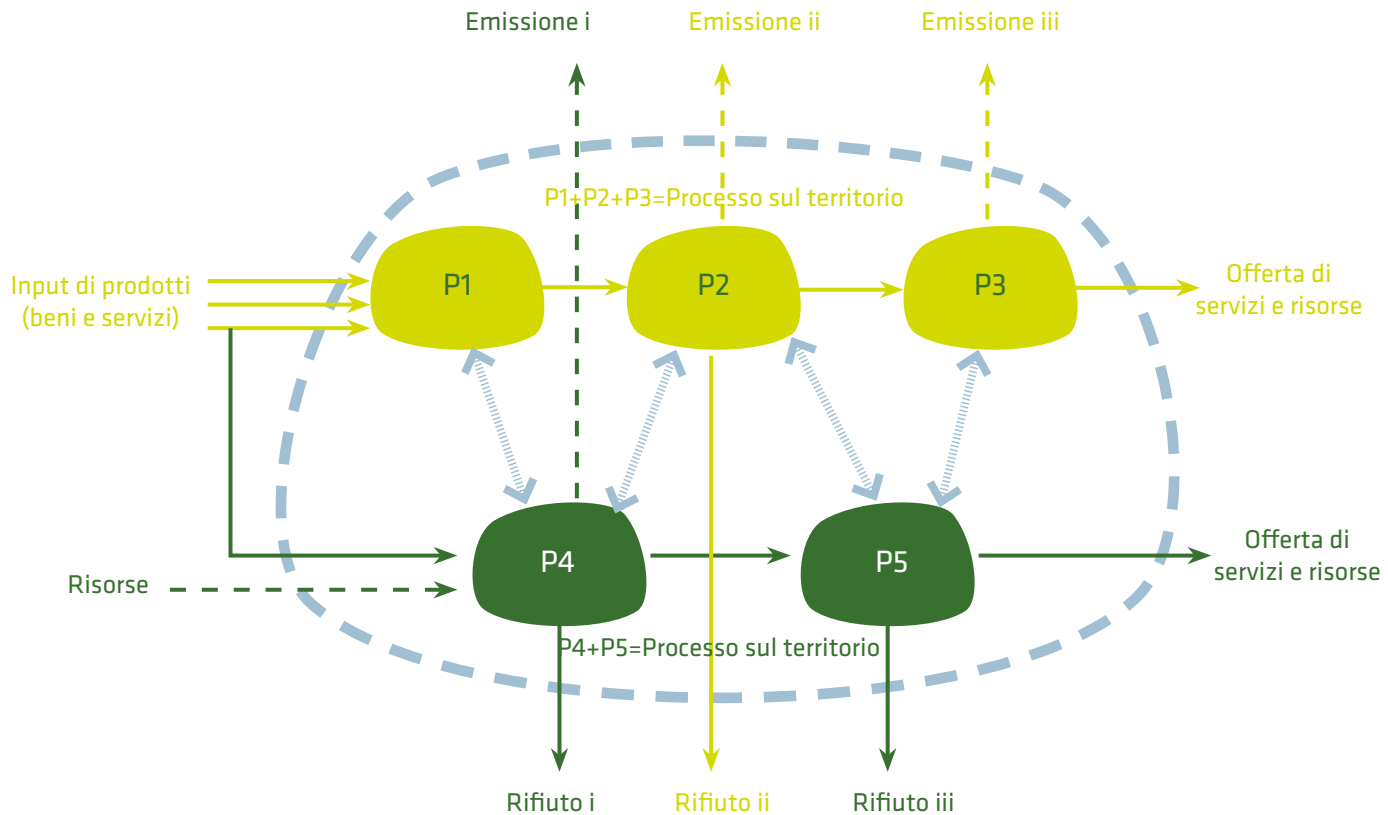 Emissione i
Emissione ii
Emissione iii
P1+P2+P3=Processo sul territorio
Input di prodotti
(beni e servizi)
P1
P2
P3
Offerta di
servizi e risorse
P4
P5
Offerta di
servizi e risorse
Risorse
P4+P5=Processo sul territorio
Rifiuto i
Rifiuto ii
Rifiuto iii